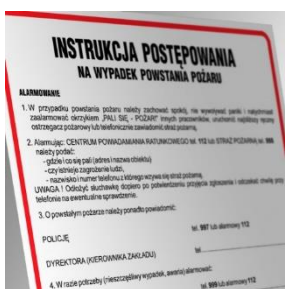 INSTRUKCJA POSTĘPOWANIA
NA WYPADEK POWSTANIA POŻARU
ALARMOWANIE
1. W przypadku powstania pożaru należy zachować spokój, nie wywoływać paniki i natychmiast
zaalarmować okrzykiem „PALI SIĘ - POŻAR" innych pracowników, uruchomić najbliższy ręczny
ostrzegacz pożarowy lub telefonicznie zawiadomić straż pożarną.
2. Alarmując: CENTRUM POWIADAMIANIA RATUNKOWEGO tel. 112 lub STRAŻ POŻARNĄ tel. 998
należy podać:
- gdzie i co się pali (adres i nazwa obiektu)
- czy istnieje zagrożenie ludzi,
- nazwisko i numer telefonu z którego wzywa się straż pożarną.
UWAGA ! Odłożyć słuchawkę dopiero po potwierdzeniu przyjęcia zgłoszenia i odczekać chwilę przy
telefonie na ewentualne sprawdzenie.
3. O powstałym pożarze należy ponadto powiadomić:
POLICJĘ, tel. 997 lub alarmowy 112
DYREKTORA (KIEROWNIKA ZAKŁADU) tel.
4. W razie potrzeby (nieszczęśliwy wypadek, awaria) alarmować:
tel. 999 lub alarmowy 112